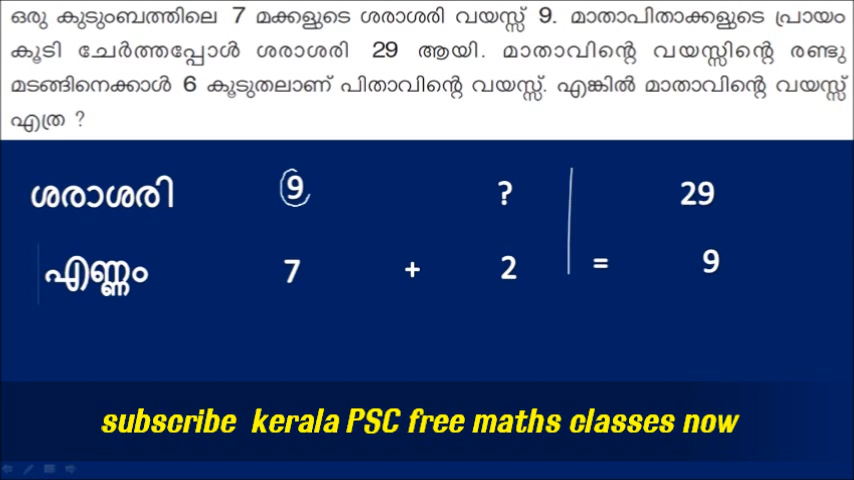 ഒരു കുടുംബത്തിലെ 7 മക്കളുടെ ശരാശരി വയസ്സ് 9. മാതാപിതാക്കളുടെ പ്രായം
കൂടി ചേർത്തപ്പോൾ ശരാശരി 29 ആയി. മാതാവിന്റെ വയസ്സിന്റെ രണ്ടു
മടങ്ങിനെക്കാൾ 6 കൂടുതലാണ് പിതാവിന്റെ വയസ്സ്. എങ്കിൽ മാതാവിന്റെ വയസ്സ്
എത്ര ?
ശരാശരി 9 ? 29
എണ്ണം 7 + 2 = 9
subscribe kerala PSC free maths classes now